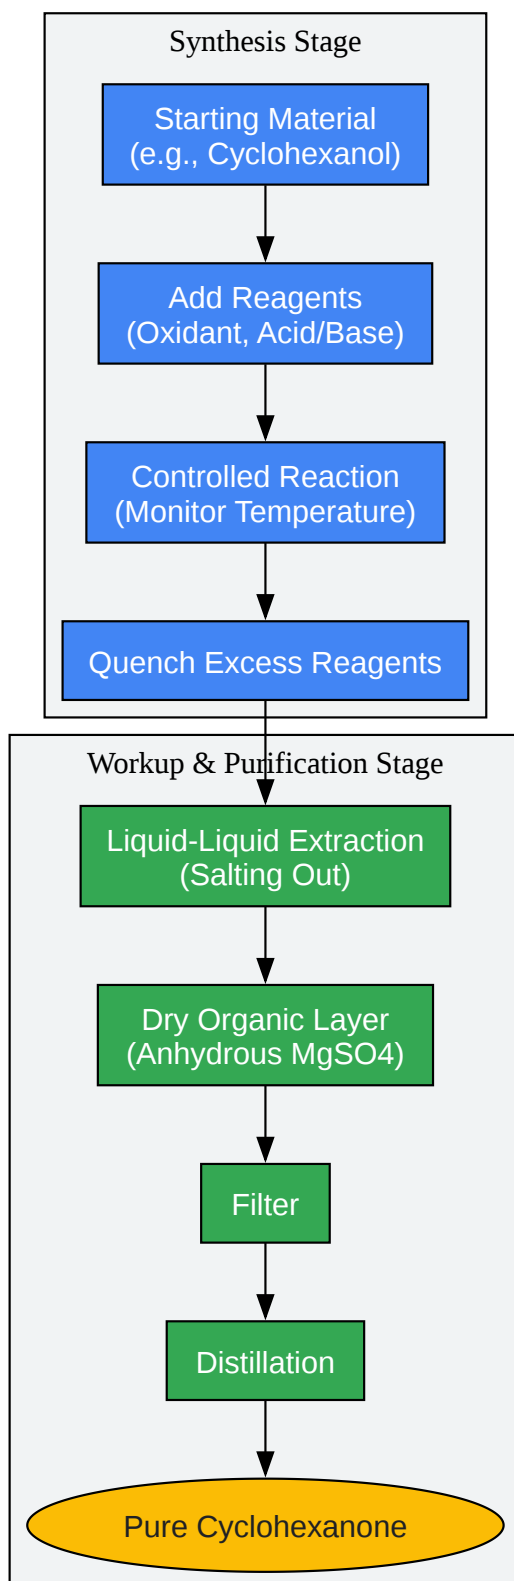 Synthesis Stage
Starting Material
(e.g., Cyclohexanol)
Add Reagents
(Oxidant, Acid/Base)
Controlled Reaction
(Monitor Temperature)
Quench Excess Reagents
Workup & Purification Stage
Liquid-Liquid Extraction
(Salting Out)
Dry Organic Layer
(Anhydrous MgSO4)
Filter
Distillation
Pure Cyclohexanone